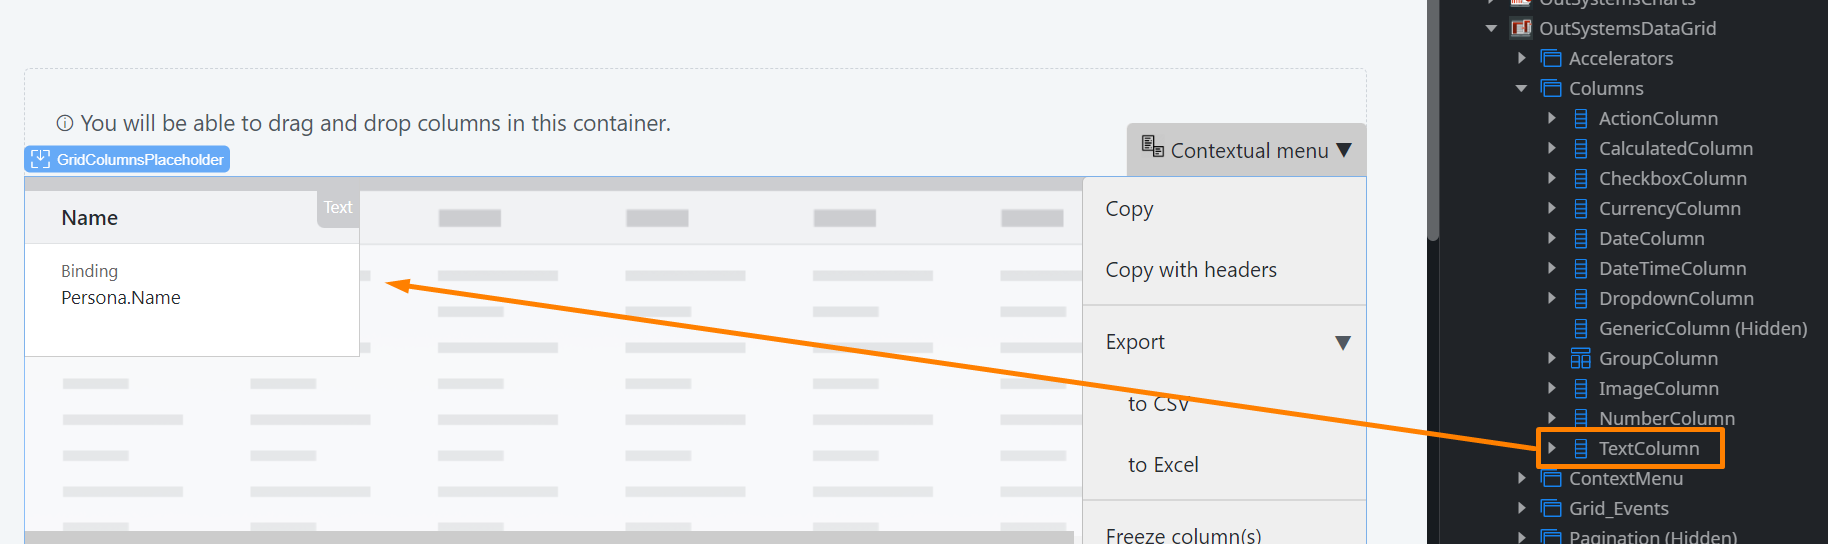 You will be able to drag and drop columns in this container.
GridColumnsPlaceholder
Contextual menu
Name
Text
Binding
Persona.Name
Copy
Copy with headers
Export
to CSV
to Excel
Freeze column(s)
OutSystemsCharts
OutSystemsDataGrid
Accelerators
Columns
ActionColumn
CalculatedColumn
CheckboxColumn
CurrencyColumn
DateColumn
DateTimeColumn
DropdownColumn
GenericColumn (Hidden)
GroupColumn
ImageColumn
NumberColumn
TextColumn
ContextMenu
Grid_Events
Pagination (Hidden)